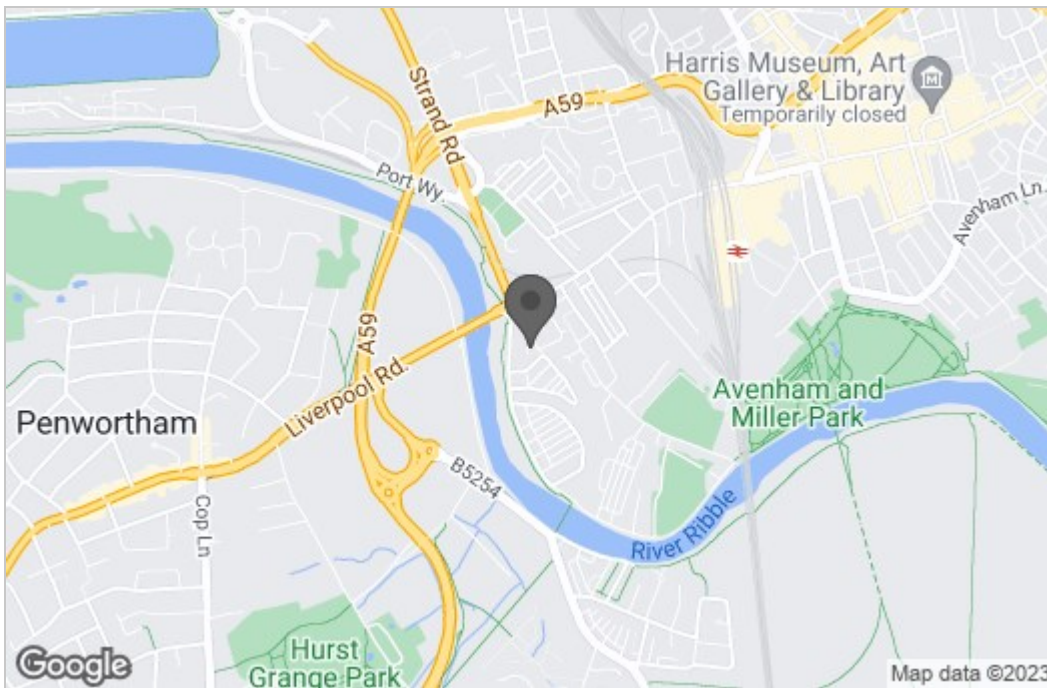 Harris Museum, Art
Gallery & Library
Temporarily closed
A59
Strand Rd
Port Wy.
Avenham Ln.
A59
Liverpool Rd.
Avenham and
Miller Park
Penwortham
B5254
Cop Ln
River Ribble
Hurst
Grange Park
Google
Map data ©2023